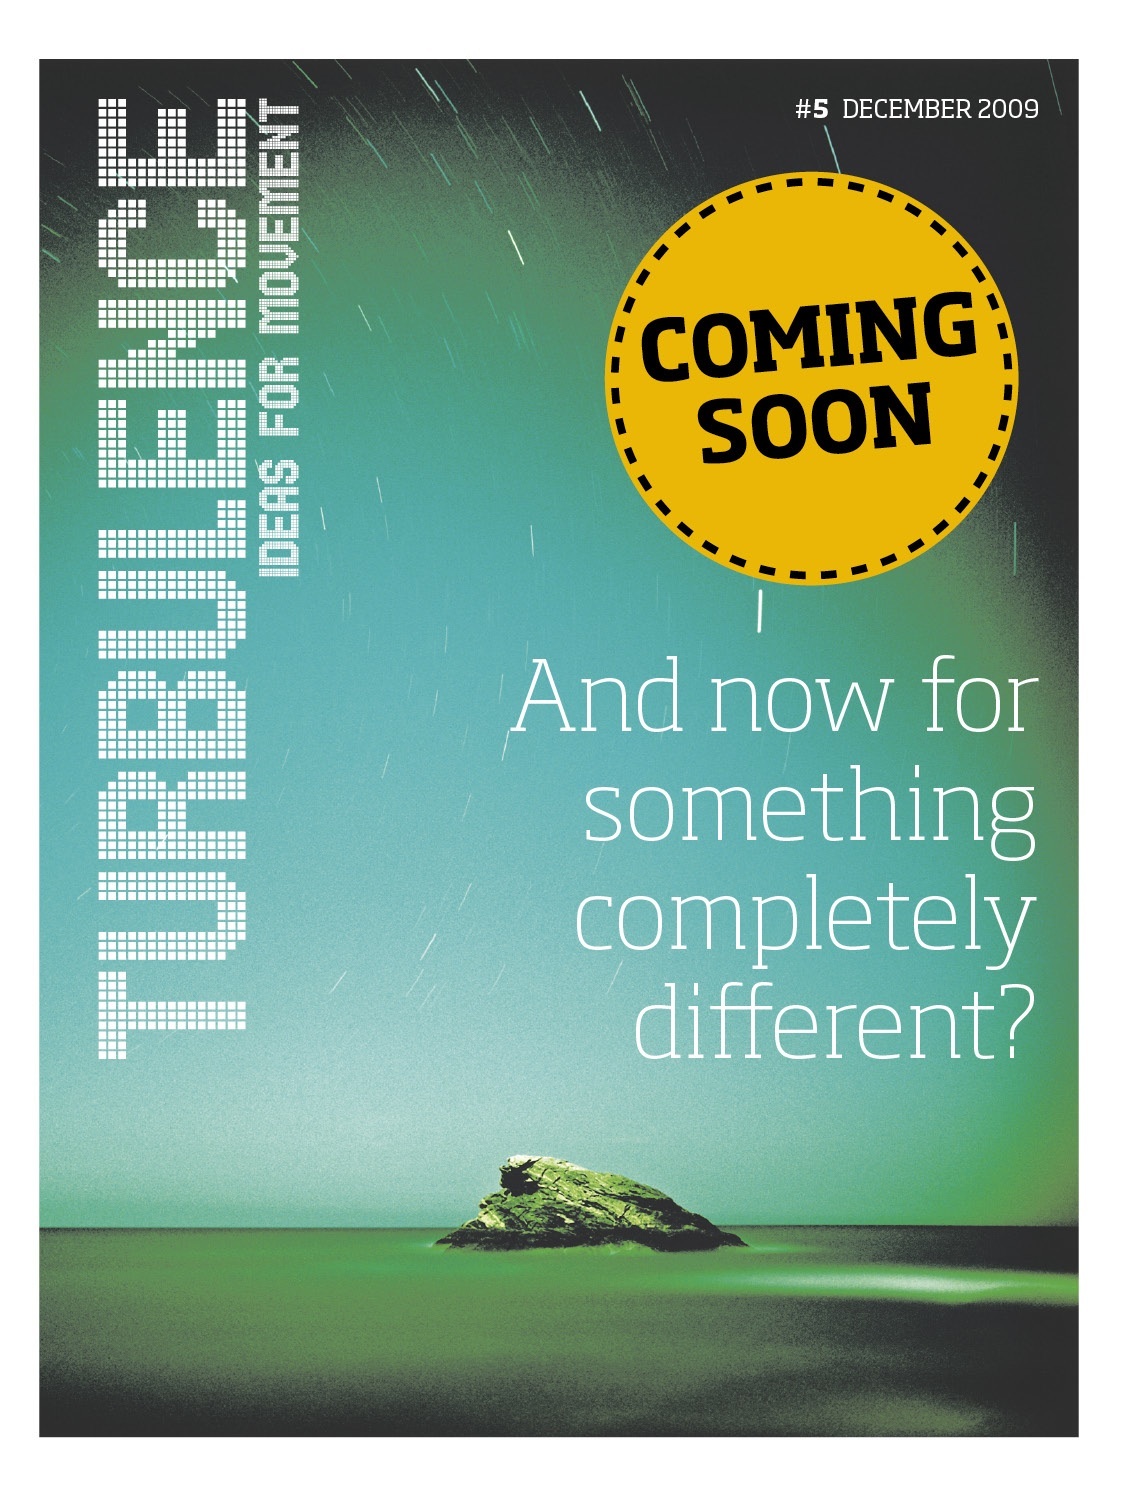 TURBULENCE
IDEAS FOR MOVEMENT
#5 DECEMBER 2009
COMING
SOON
And now for
something
completely
different?